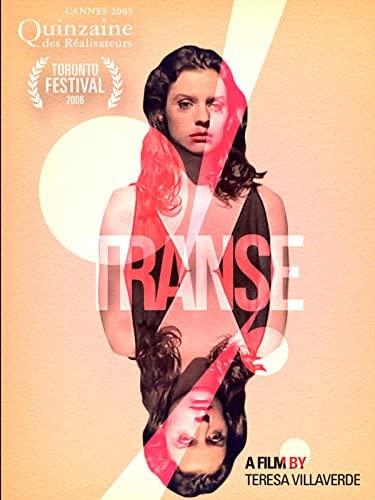 CANNES 2005
Quinzaine
des Réalisateurs
TORONTO
FESTIVAL
2006
TRANSE
A FILM BY
TERESA VILLAVERDE